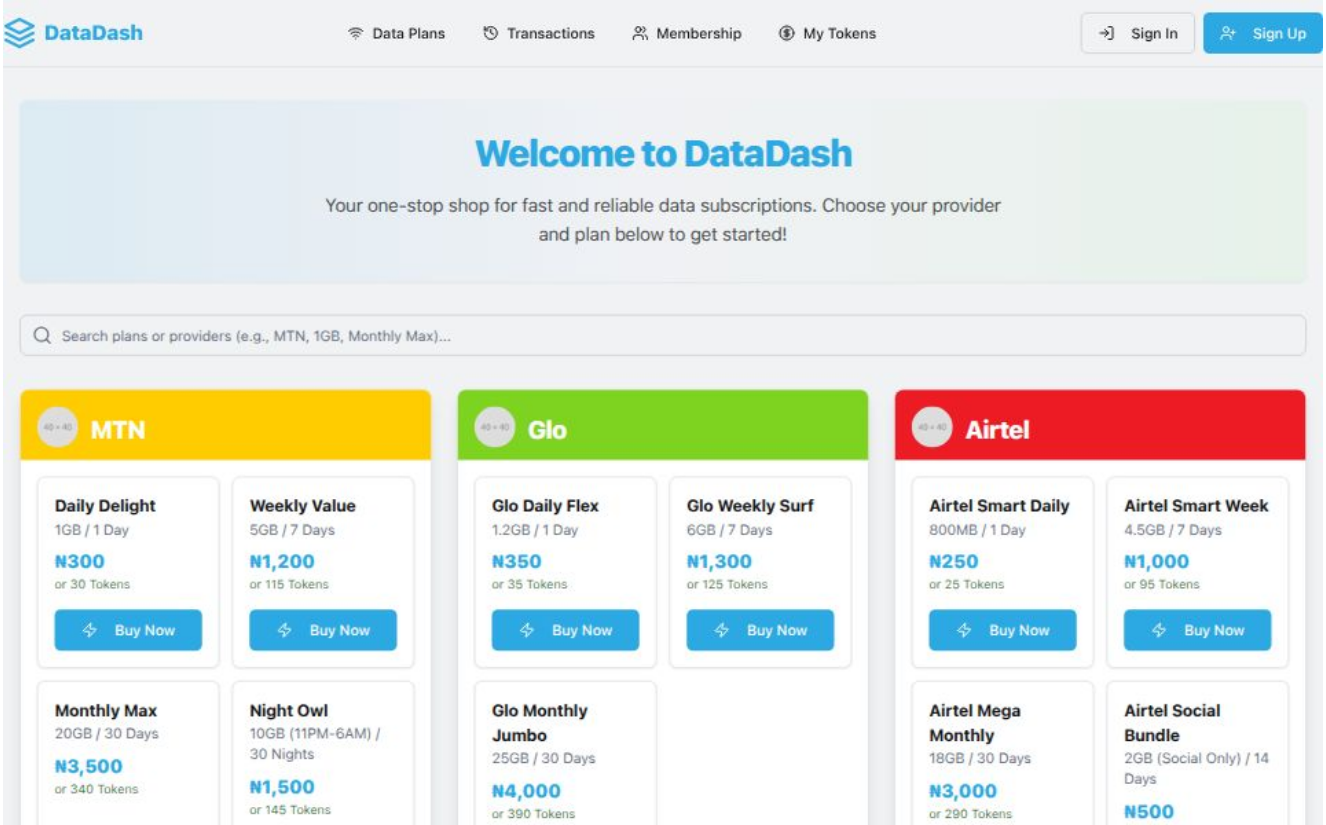 DataDash
Data Plans
Transactions
Membership
My Tokens
Sign In
Sign Up
Welcome to DataDash
Your one-stop shop for fast and reliable data subscriptions. Choose your provider
and plan below to get started!
Search plans or providers (e.g., MTN, 1GB, Monthly Max)...
40 × 40
MTN
Daily Delight
1GB / 1 Day
₦300
or 30 Tokens
Buy Now
Weekly Value
5GB / 7 Days
₦1,200
or 115 Tokens
Buy Now
Monthly Max
20GB / 30 Days
₦3,500
or 340 Tokens
Night Owl
10GB (11PM-6AM) /
30 Nights
₦1,500
or 145 Tokens
40 × 40
Glo
Glo Daily Flex
1.2GB / 1 Day
₦350
or 35 Tokens
Buy Now
Glo Weekly Surf
6GB / 7 Days
₦1,300
or 125 Tokens
Buy Now
Glo Monthly
Jumbo
25GB / 30 Days
₦4,000
or 390 Tokens
40 × 40
Airtel
Airtel Smart Daily
800MB / 1 Day
₦250
or 25 Tokens
Buy Now
Airtel Smart Week
4.5GB / 7 Days
₦1,000
or 95 Tokens
Buy Now
Airtel Mega
Monthly
18GB / 30 Days
₦3,000
or 290 Tokens
Airtel Social
Bundle
2GB (Social Only) / 14
Days
₦500